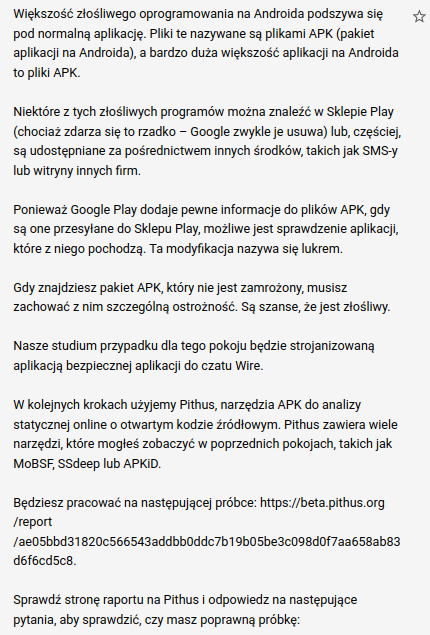 Większość złośliwego oprogramowania na Androida podszywa się
pod normalną aplikację. Pliki te nazywane są plikami APK (pakiet
aplikacji na Androida), a bardzo duża większość aplikacji na Androida
to pliki APK.
Niektóre z tych złośliwych programów można znaleźć w Sklepie Play
(chociaż zdarza się to rzadko – Google zwykle je usuwa) lub, częściej,
są udostępniane za pośrednictwem innych środków, takich jak SMS-y
lub witryny innych firm.
Ponieważ Google Play dodaje pewne informacje do plików APK, gdy
są one przesyłane do Sklepu Play, możliwe jest sprawdzenie aplikacji,
które z niego pochodzą. Ta modyfikacja nazywa się lukrem.
Gdy znajdziesz pakiet APK, który nie jest zamrożony, musisz
zachować z nim szczególną ostrożność. Są szanse, że jest złośliwy.
Nasze studium przypadku dla tego pokoju będzie strojanizowaną
aplikacją bezpiecznej aplikacji do czatu Wire.
W kolejnych krokach użyjemy Pithus, narzędzia APK do analizy
statycznej online o otwartym kodzie źródłowym. Pithus zawiera wiele
narzędzi, które mogłeś zobaczyć w poprzednich pokojach, takich jak
MoBSF, SSdeep lub APKiD.
Będziesz pracować na następującej próbce: https://beta.pithus.org
/report
/ae05bbd31820c566543addbb0ddc7b19b05be3c098d0f7aa658ab83
d6f6cd5c8.
Sprawdź stronę raportu na Pithus i odpowiedz na następujące
pytania, aby sprawdzić, czy masz poprawną próbkę: